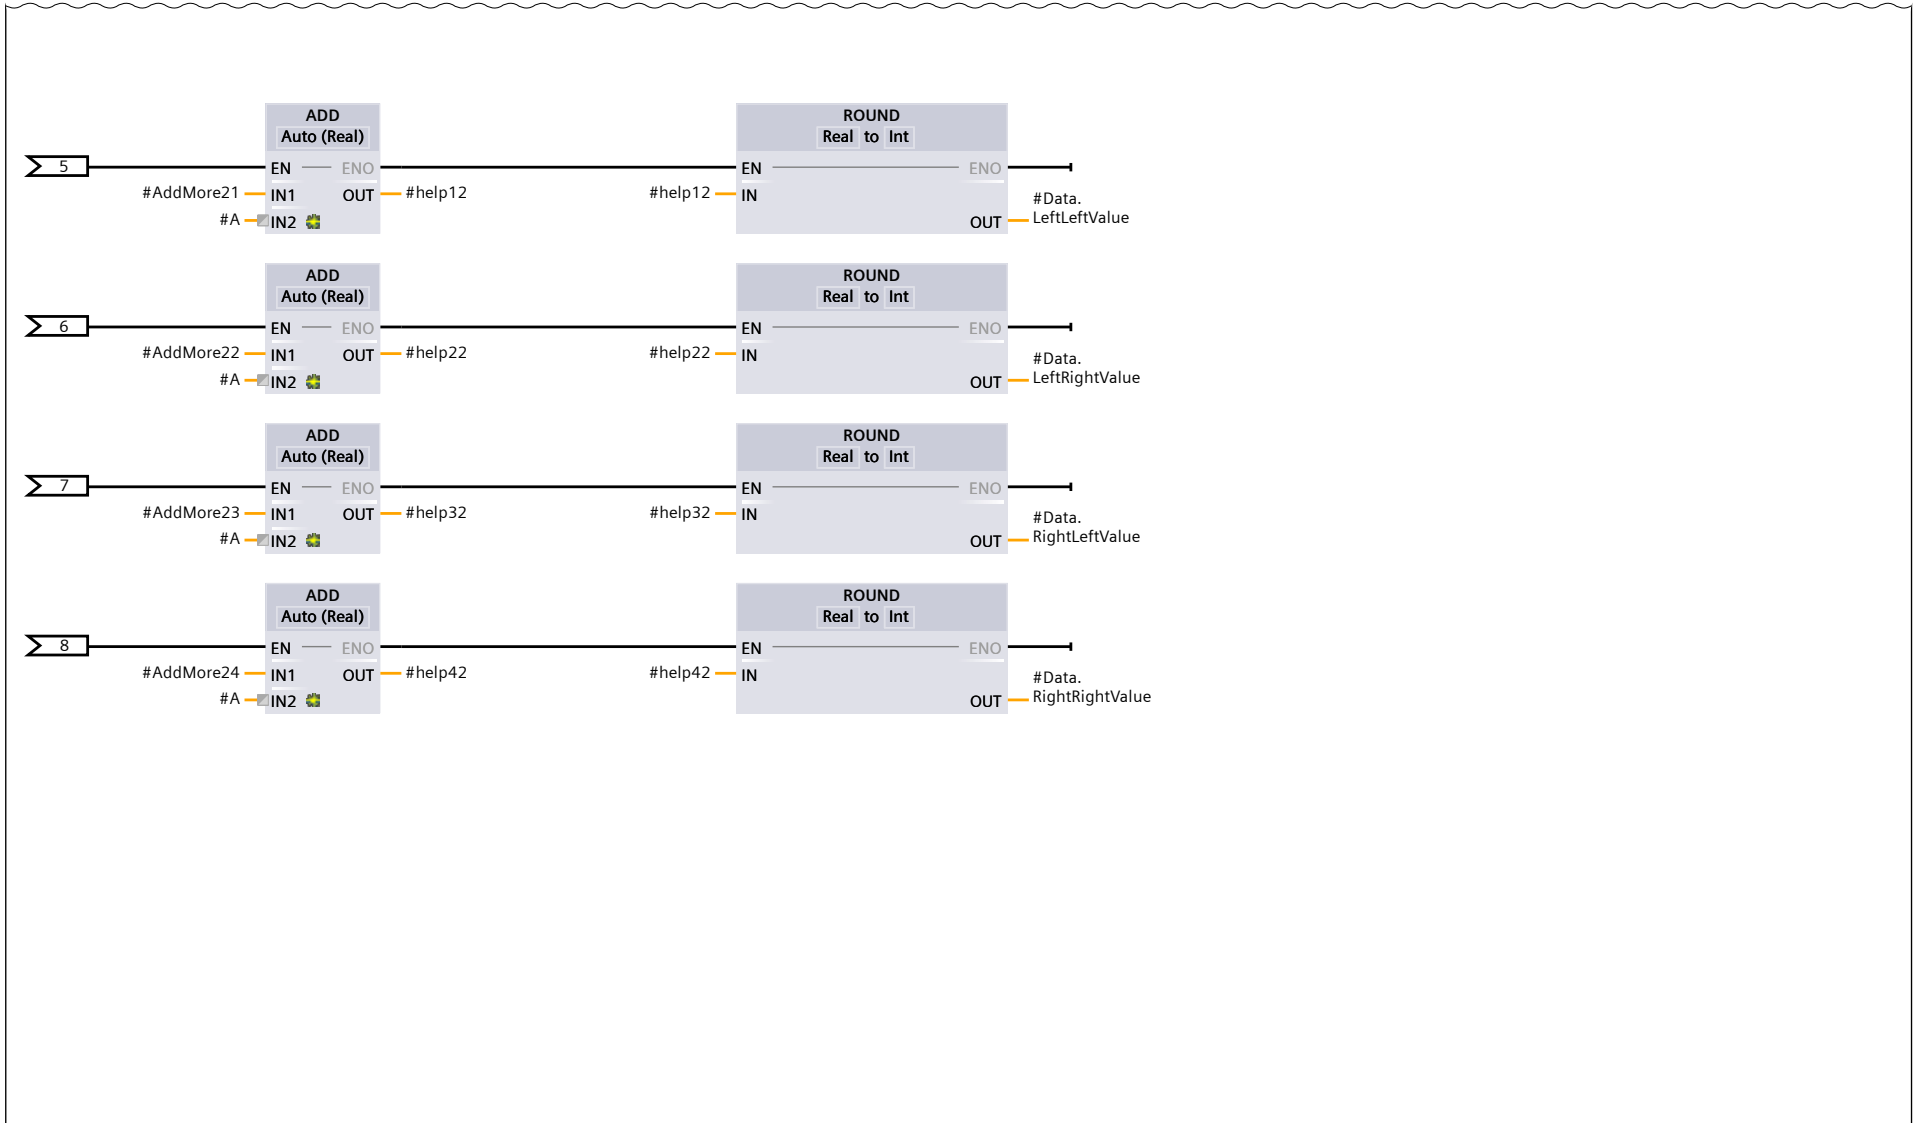 ADD
Auto (Real)
ROUND
Real to Int
5
EN ENO
EN ENO
#AddMore21 IN1 OUT #help12
#help12 IN
#Data.
LeftLeftValue
#A IN2
OUT
ADD
Auto (Real)
ROUND
Real to Int
6
EN ENO
EN ENO
#AddMore22 IN1 OUT #help22
#help22 IN
#Data.
LeftRightValue
#A IN2
OUT
ADD
Auto (Real)
ROUND
Real to Int
7
EN ENO
EN ENO
#AddMore23 IN1 OUT #help32
#help32 IN
#Data.
RightLeftValue
#A IN2
OUT
ADD
Auto (Real)
ROUND
Real to Int
8
EN ENO
EN ENO
#AddMore24 IN1 OUT #help42
#help42 IN
#Data.
RightRightValue
#A IN2
OUT